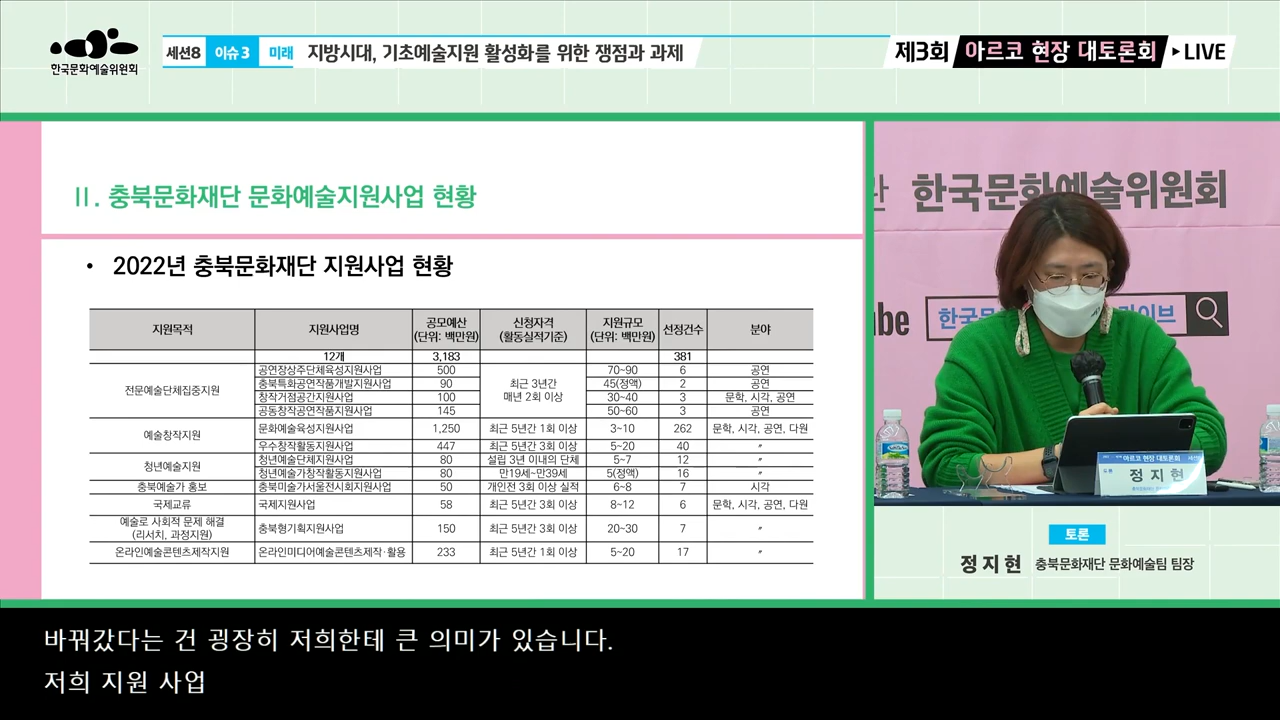 한국문화예술위원회
세션8 이슈 3 미래 지방시대, 기초예술지원 활성화를 위한 쟁점과 과제
제3회 아르코 현장 대토론회 ▸LIVE
Ⅱ. 충북문화재단 문화예술지원사업 현황
• 2022년 충북문화재단 지원사업 현황
지원목적 지원사업명 공모예산 (단위: 백만원) 신청자격 (활동실적기준) 지원규모 (단위: 백만원) 선정건수 분야
12개 3,183 381
전문예술단체집중지원 공연장상주단체육성지원사업 500 최근 3년간 매년 2회 이상 70~90 6 공연
충북특화공연작품개발지원사업 90 45(정액) 2 공연
창작거점공간지원사업 100 30~40 3 문학, 시각, 공연
공동창작공연작품지원사업 145 50~60 3 공연
예술창작지원 문화예술육성지원사업 1,250 최근 5년간 1회 이상 3~10 262 문학, 시각, 공연, 다원
우수창작활동지원사업 447 최근 5년간 3회 이상 5~20 40 〃
청년예술지원 청년예술단체지원사업 80 설립 3년 이내의 단체 5~7 12 〃
청년예술가창작활동지원사업 80 만19세~만39세 5(정액) 16 〃
충북예술가 홍보 충북미술가서울전시회지원사업 50 개인전 3회 이상 실적 6~8 7 시각
국제교류 국제지원사업 58 최근 5년간 3회 이상 8~12 6 문학, 시각, 공연, 다원
예술로 사회적 문제 해결 (리서치, 과정지원) 충북형기획지원사업 150 최근 5년간 3회 이상 20~30 7 〃
온라인예술콘텐츠제작지원 온라인미디어예술콘텐츠제작·활용 233 최근 5년간 1회 이상 5~20 17 〃
한국문화예술위원회
아르코 현장 대토론회
정지현
토론
정지현 충북문화재단 문화예술팀 팀장
바꿔갔다는 건 굉장히 저희한테 큰 의미가 있습니다.
저희 지원 사업